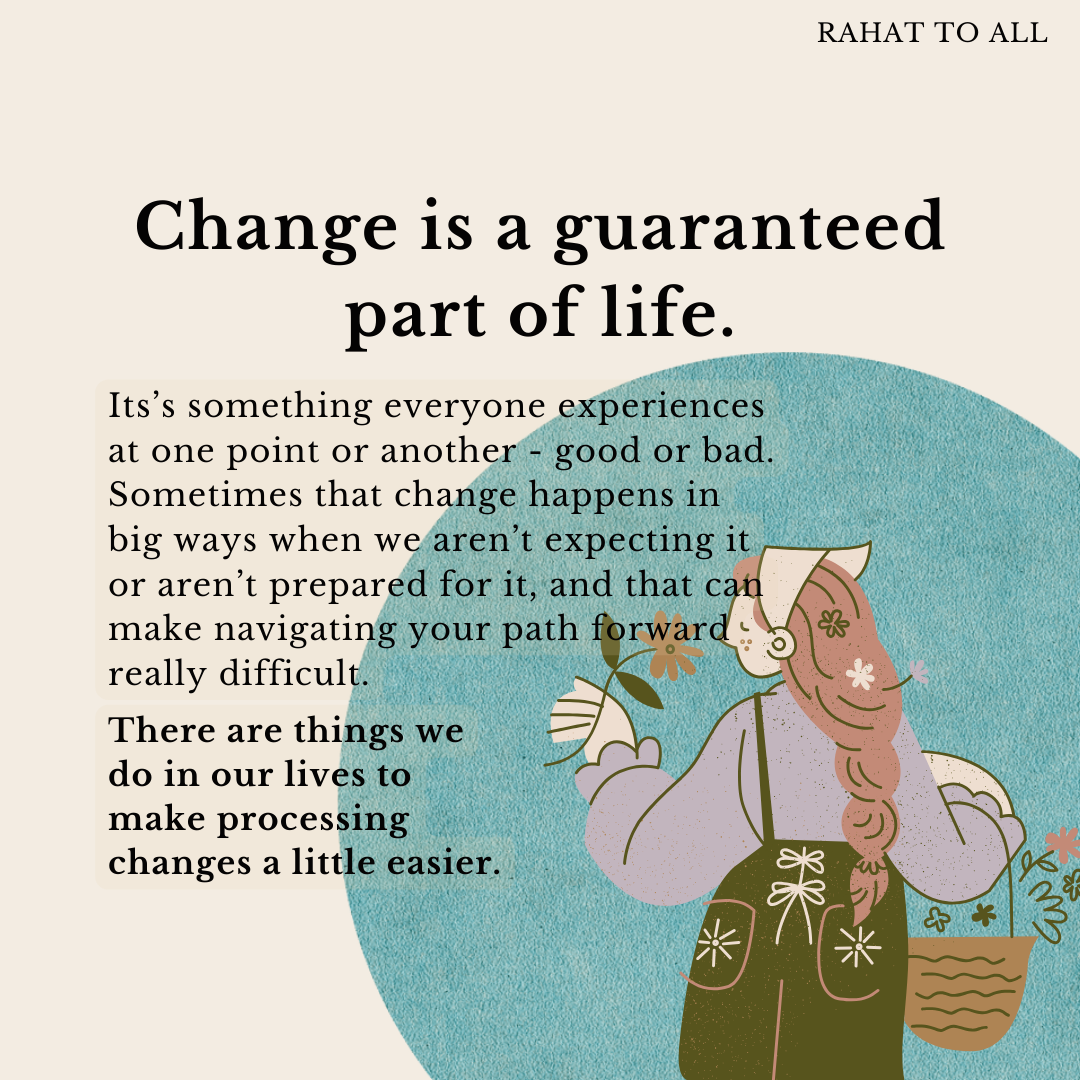 RAHAT TO ALL
Change is a guaranteed
part of life.
Its’s something everyone experiences
at one point or another - good or bad.
Sometimes that change happens in
big ways when we aren’t expecting it
or aren’t prepared for it, and that can
make navigating your path forward
really difficult.
There are things we
do in our lives to
make processing
changes a little easier.